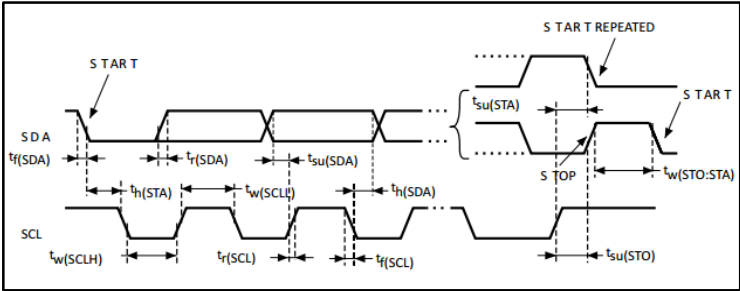 S TAR T REPEATED
S TAR T
S TAR T
tsu(STA)
SDA
tf(SDA)
tr(SDA)
tsu(SDA)
S TOP
tw(STO:STA)
th(STA)
tw(SCLL)
th(SDA)
SCL
tw(SCLH)
tr(SCL)
tf(SCL)
tsu(STO)